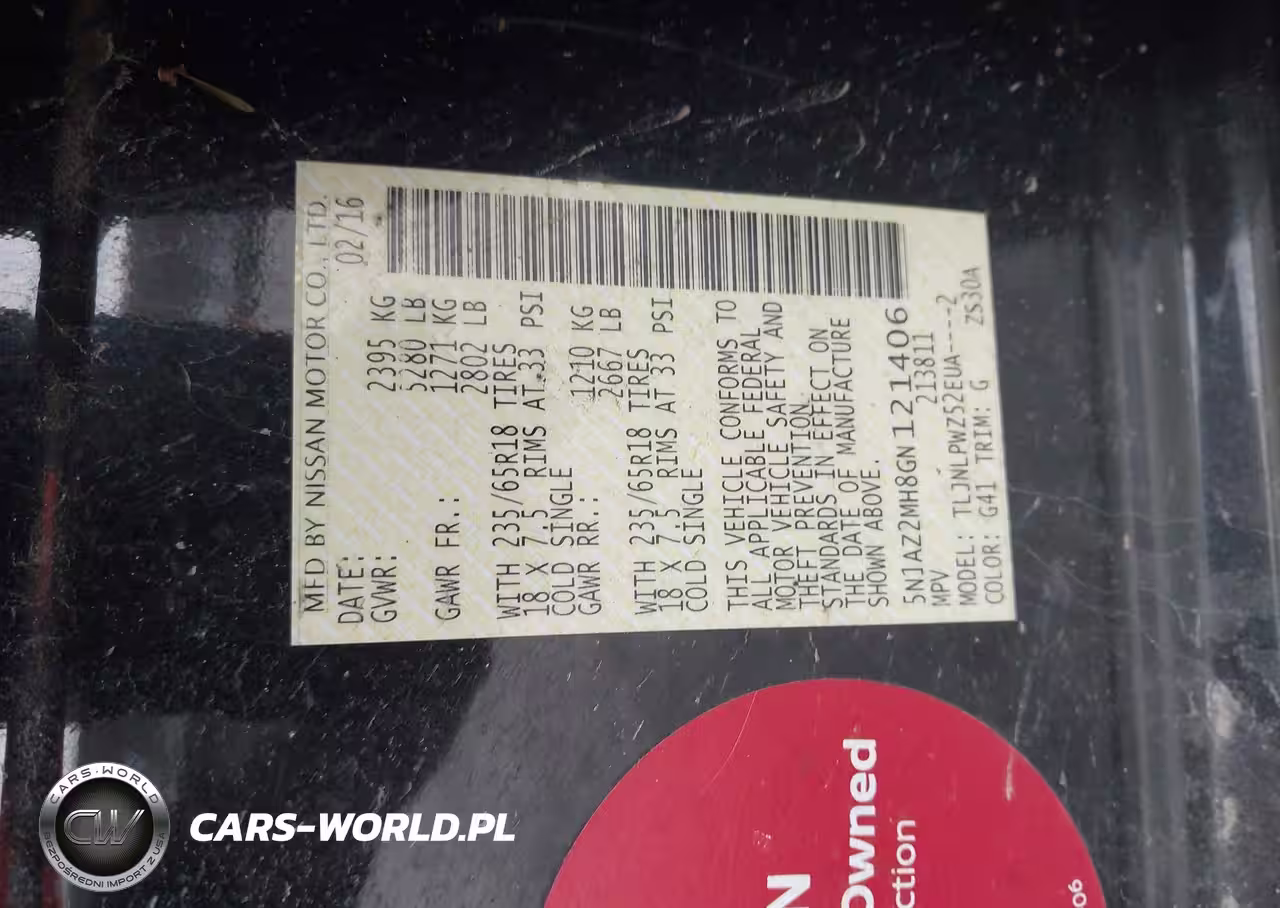 MFD BY NISSAN MOTOR CO., LTD.
DATE: 02/16
GVWR: 2395 KG
5280 LB
GAWR FR.: 1271 KG
2802 LB
WITH 235/65R18 TIRES
18 X 7.5 RIMS AT 33 PSI
COLD SINGLE
GAWR RR.: 1210 KG
2667 LB
WITH 235/65R18 TIRES
18 X 7.5 RIMS AT 33 PSI
COLD SINGLE
THIS VEHICLE CONFORMS TO
ALL APPLICABLE FEDERAL
MOTOR VEHICLE SAFETY AND
THEFT PREVENTION
STANDARDS IN EFFECT ON
THE DATE OF MANUFACTURE
SHOWN ABOVE.
5N1AZ2MH8GN121406
MPV 213811
MODEL: TLJNLPWZ52EUA----2
COLOR: G41 TRIM: G ZS30A
N
Owned
ction
06
CARS-WORLD
CW
BEZPOŚREDNI IMPORT Z USA
CARS-WORLD.PL